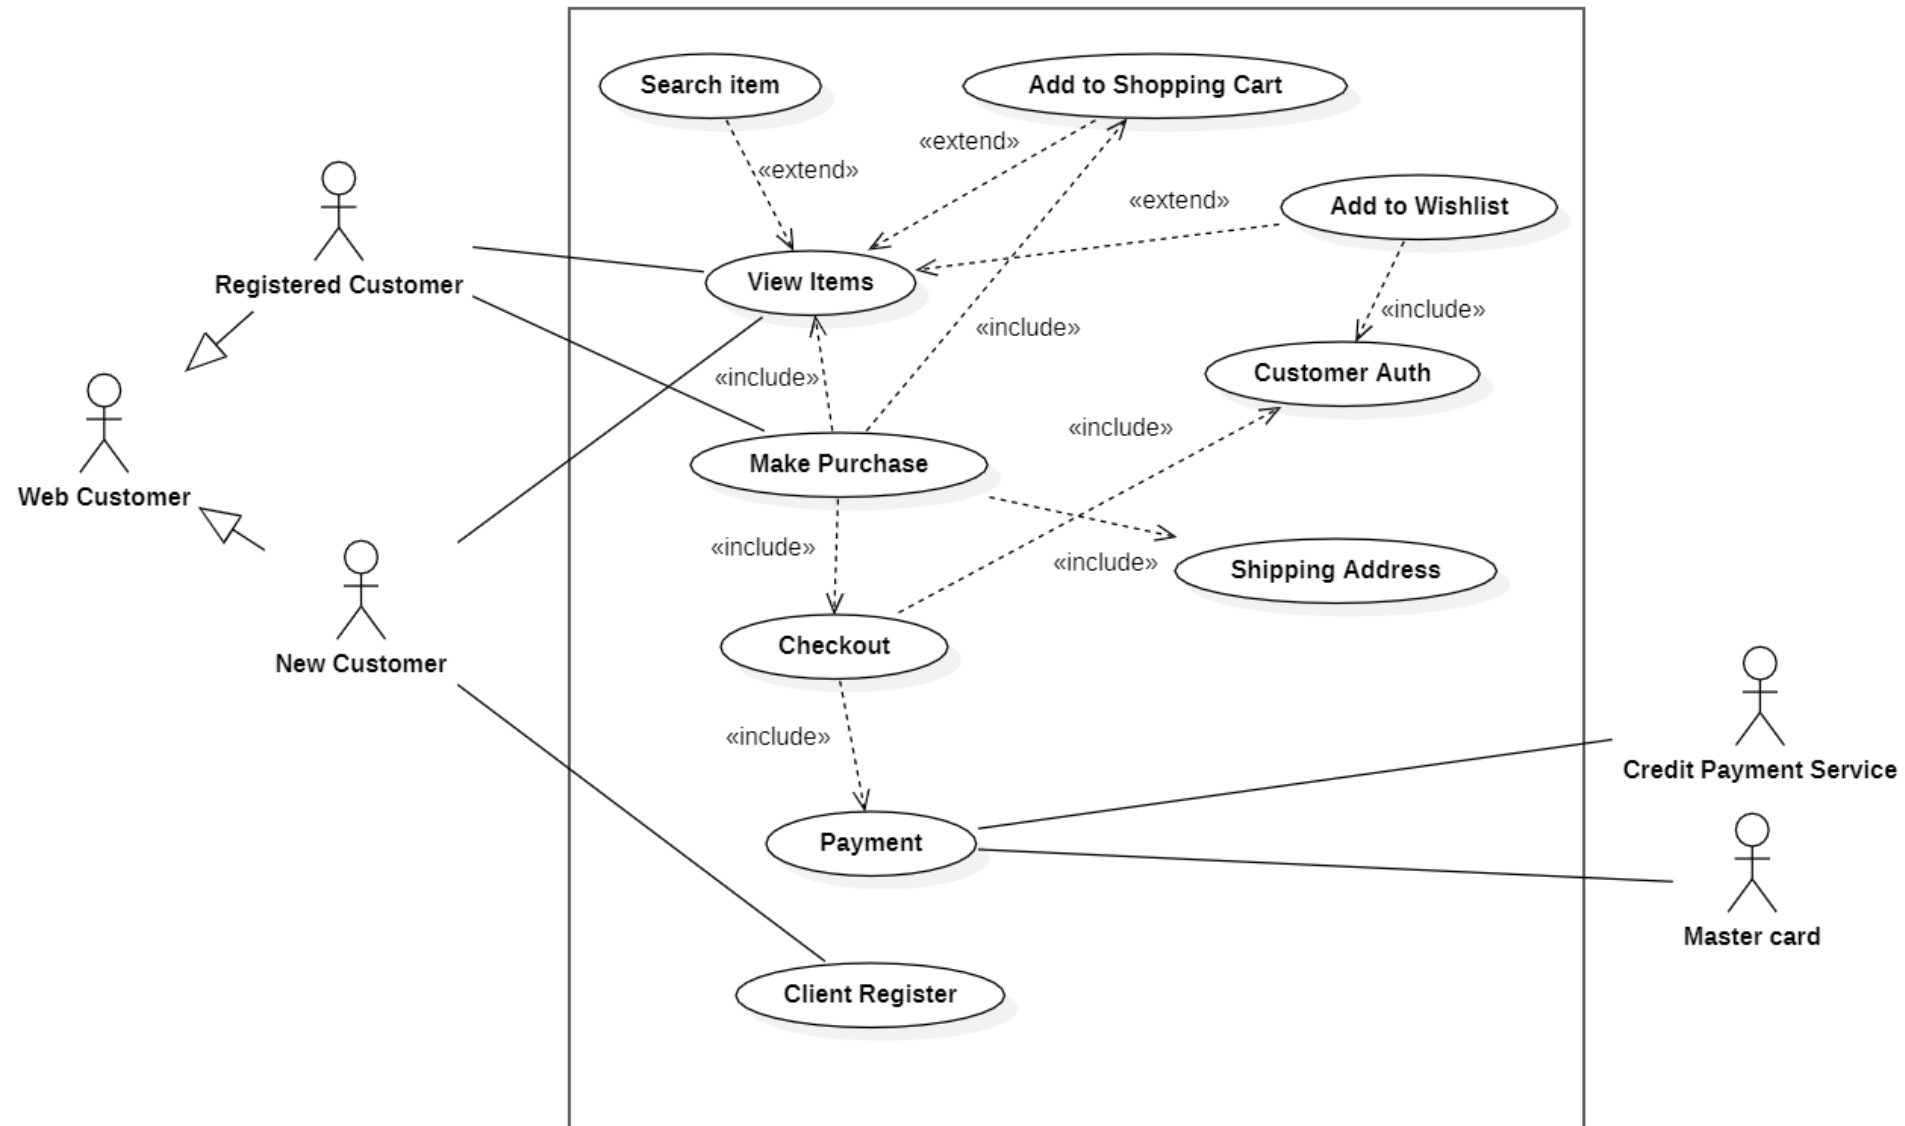 Search item
Add to Shopping Cart
«extend»
«extend»
«extend»
Add to Wishlist
Registered Customer
View Items
«include»
«include»
«include»
Customer Auth
«include»
Make Purchase
Web Customer
«include»
«include»
Shipping Address
Checkout
New Customer
«include»
Credit Payment Service
Payment
Master card
Client Register